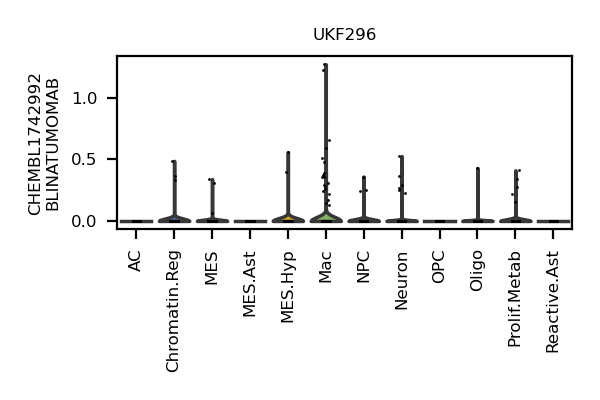 UKF296
CHEMBL1742992
BLINATUMOMAB
1.0
0.5
0.0
AC
Chromatin.Reg
MES
MES.Ast
MES.Hyp
Mac
NPC
Neuron
OPC
Oligo
Prolif.Metab
Reactive.Ast